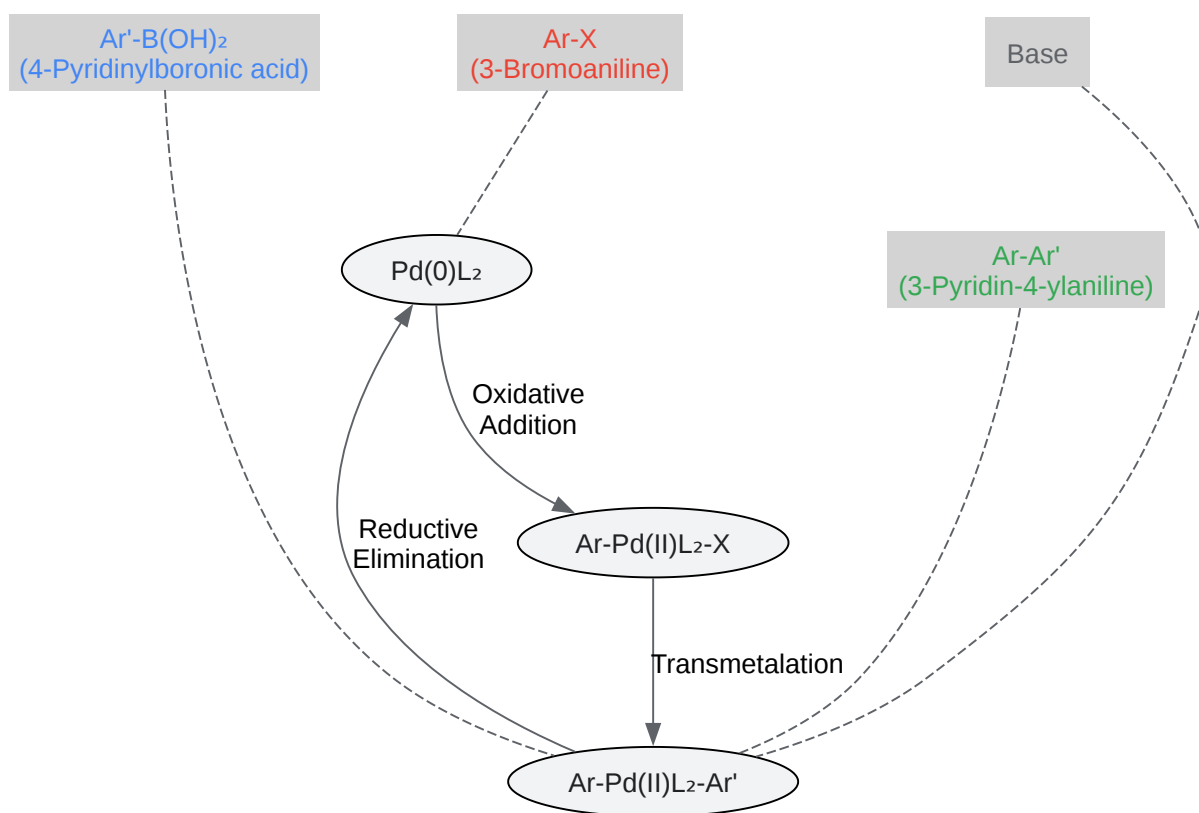 Ar'-B(OH)₂
(4-Pyridinylboronic acid)
Ar-X
(3-Bromoaniline)
Base
Pd(0)L₂
Ar-Ar'
(3-Pyridin-4-ylaniline)
Oxidative
Addition
Reductive
Elimination
Ar-Pd(II)L₂-X
Transmetalation
Ar-Pd(II)L₂-Ar'